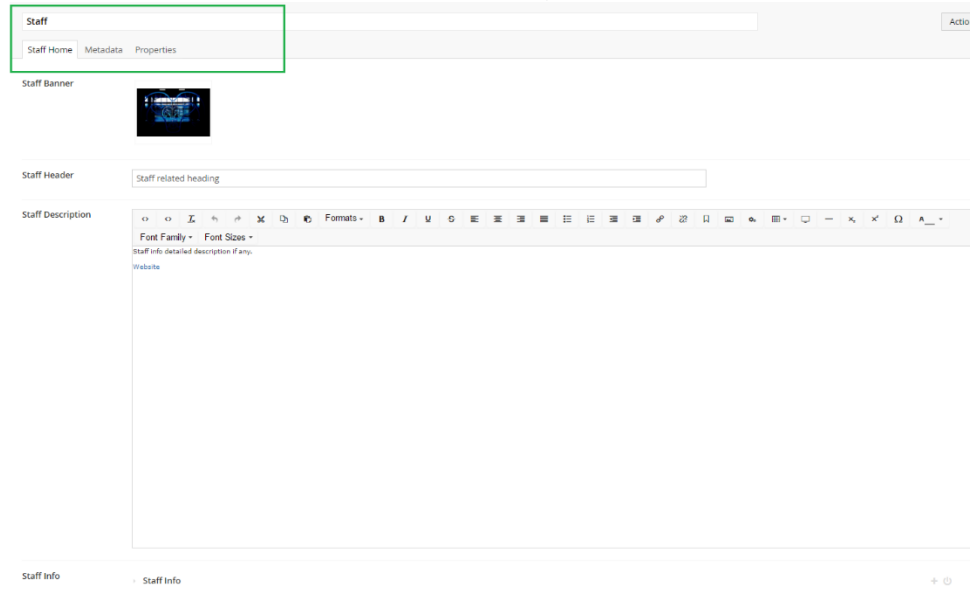 Staff
Actio
Staff Home Metadata Properties
Staff Banner
Staff Header
Staff related heading
Staff Description
Formats
B I U S
A
Font Family Font Sizes
Staff info detailed description if any.
Website
Staff Info
Staff Info